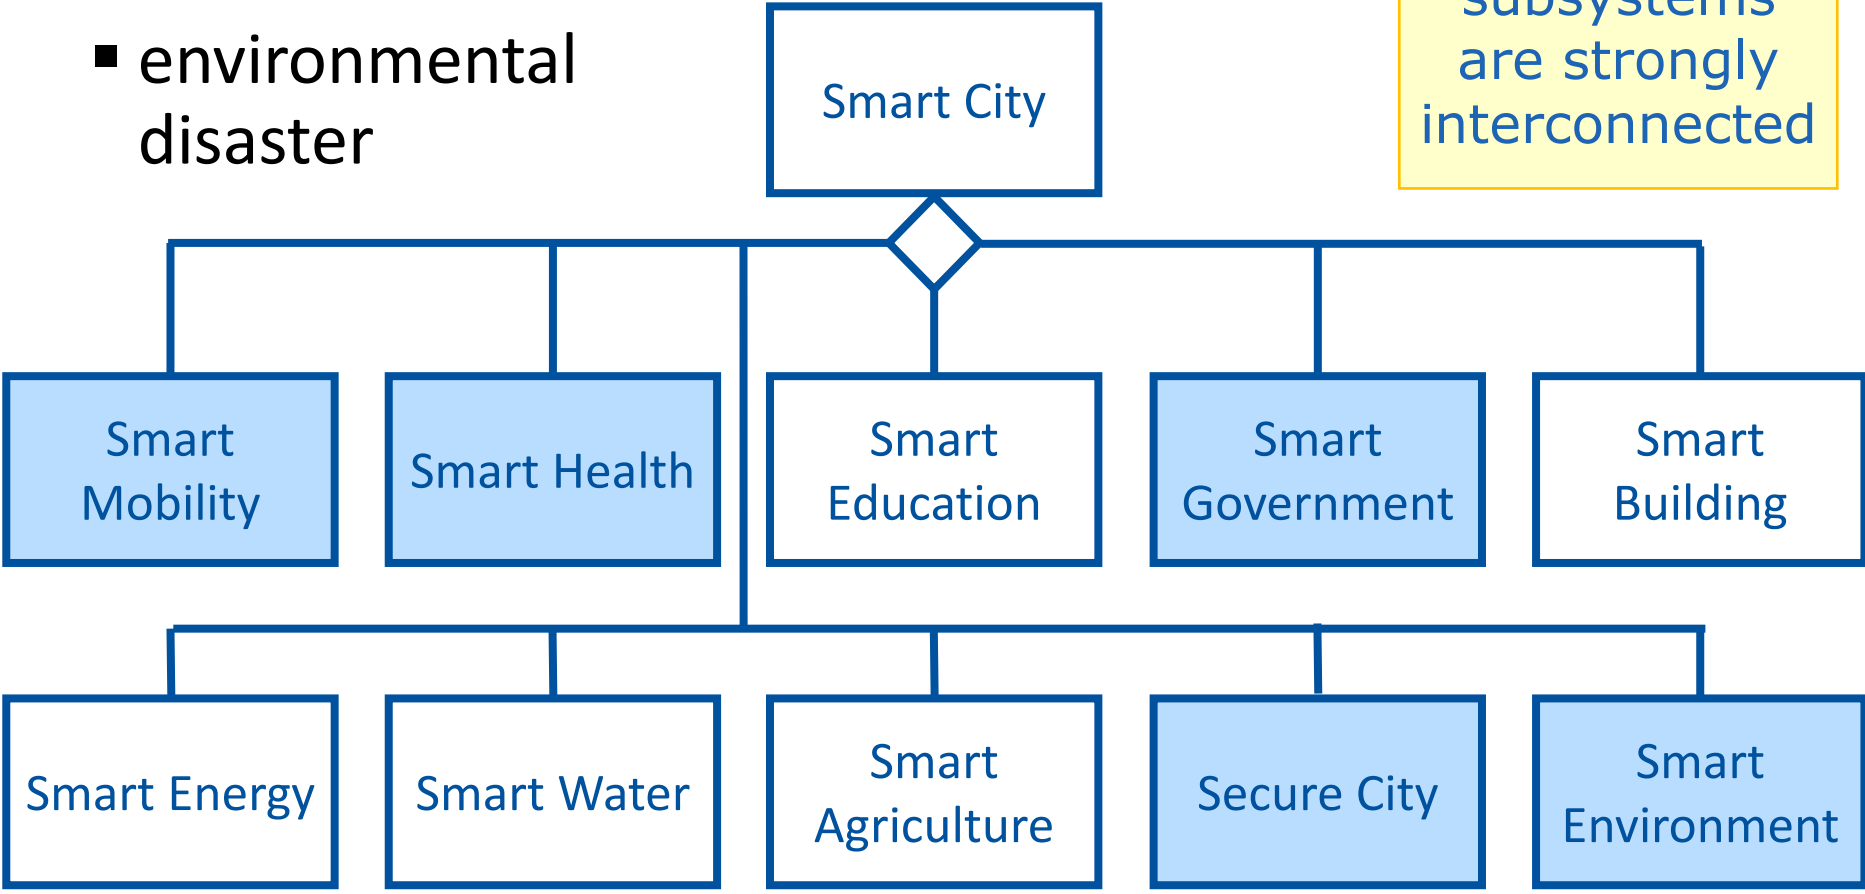 ▪ environmental
disaster
Smart City
subsystems
are strongly
interconnected
Smart
Mobility
Smart Health
Smart
Education
Smart
Government
Smart
Building
Smart Energy
Smart Water
Smart
Agriculture
Secure City
Smart
Environment